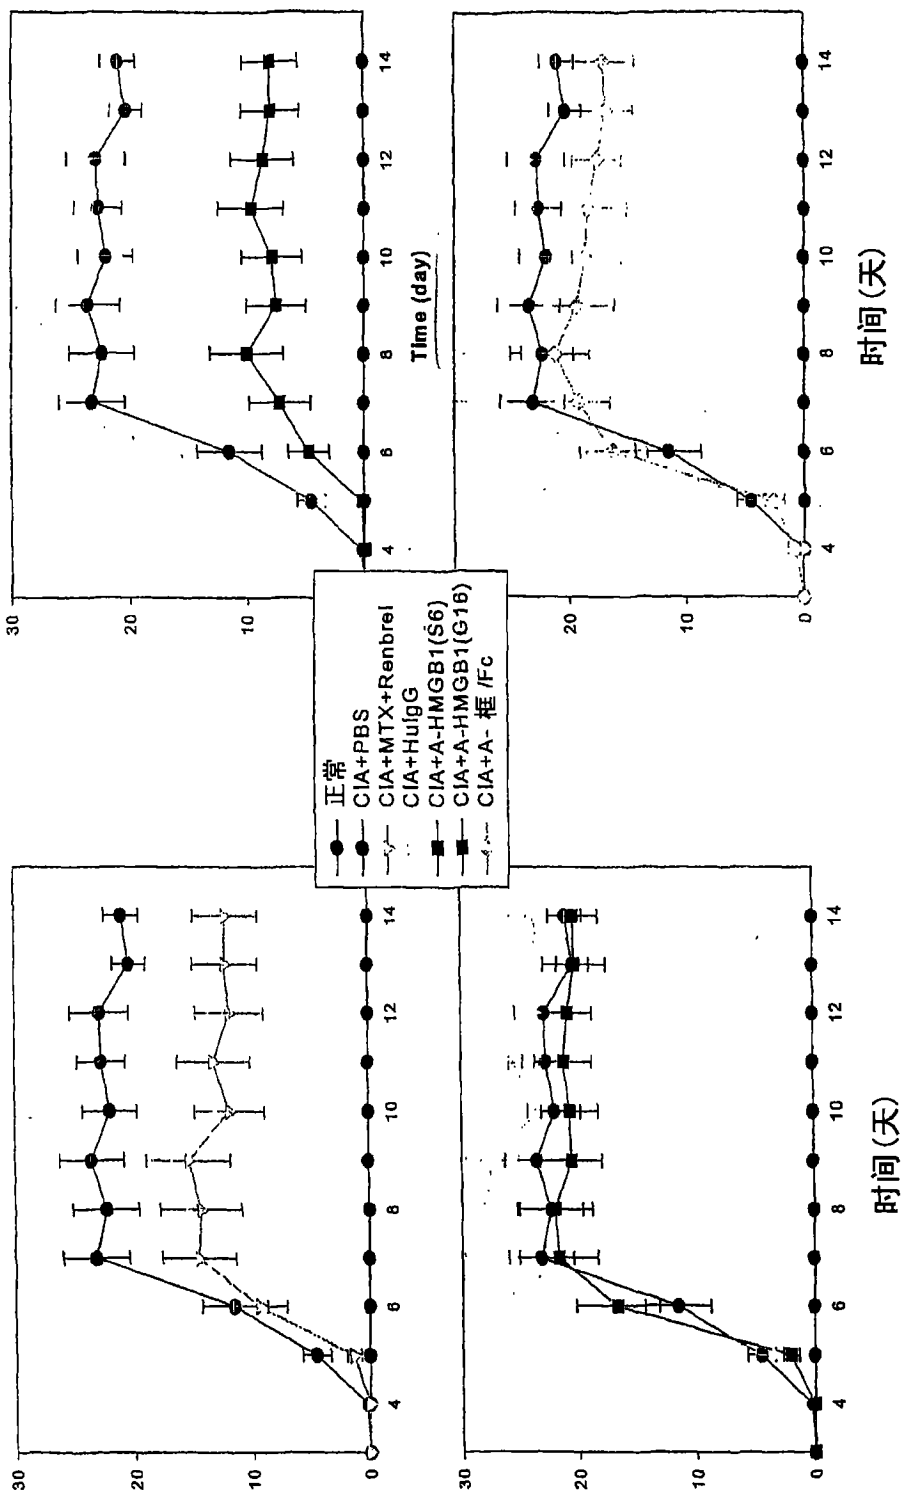 30
20
10
0
4 6 8 10 12 14
30
20
10
4 6 8 10 12 14
Time (day)
正常
CIA+PBS
CIA+MTX+Renbrel
CIA+HuIgG
CIA+A-HMGB1(S6)
CIA+A-HMGB1(G16)
CIA+A- 框 /Fc
30
20
10
0
4 6 8 10 12 14
时间(天)
20
10
0
4 6 8 10 12 14
时间(天)